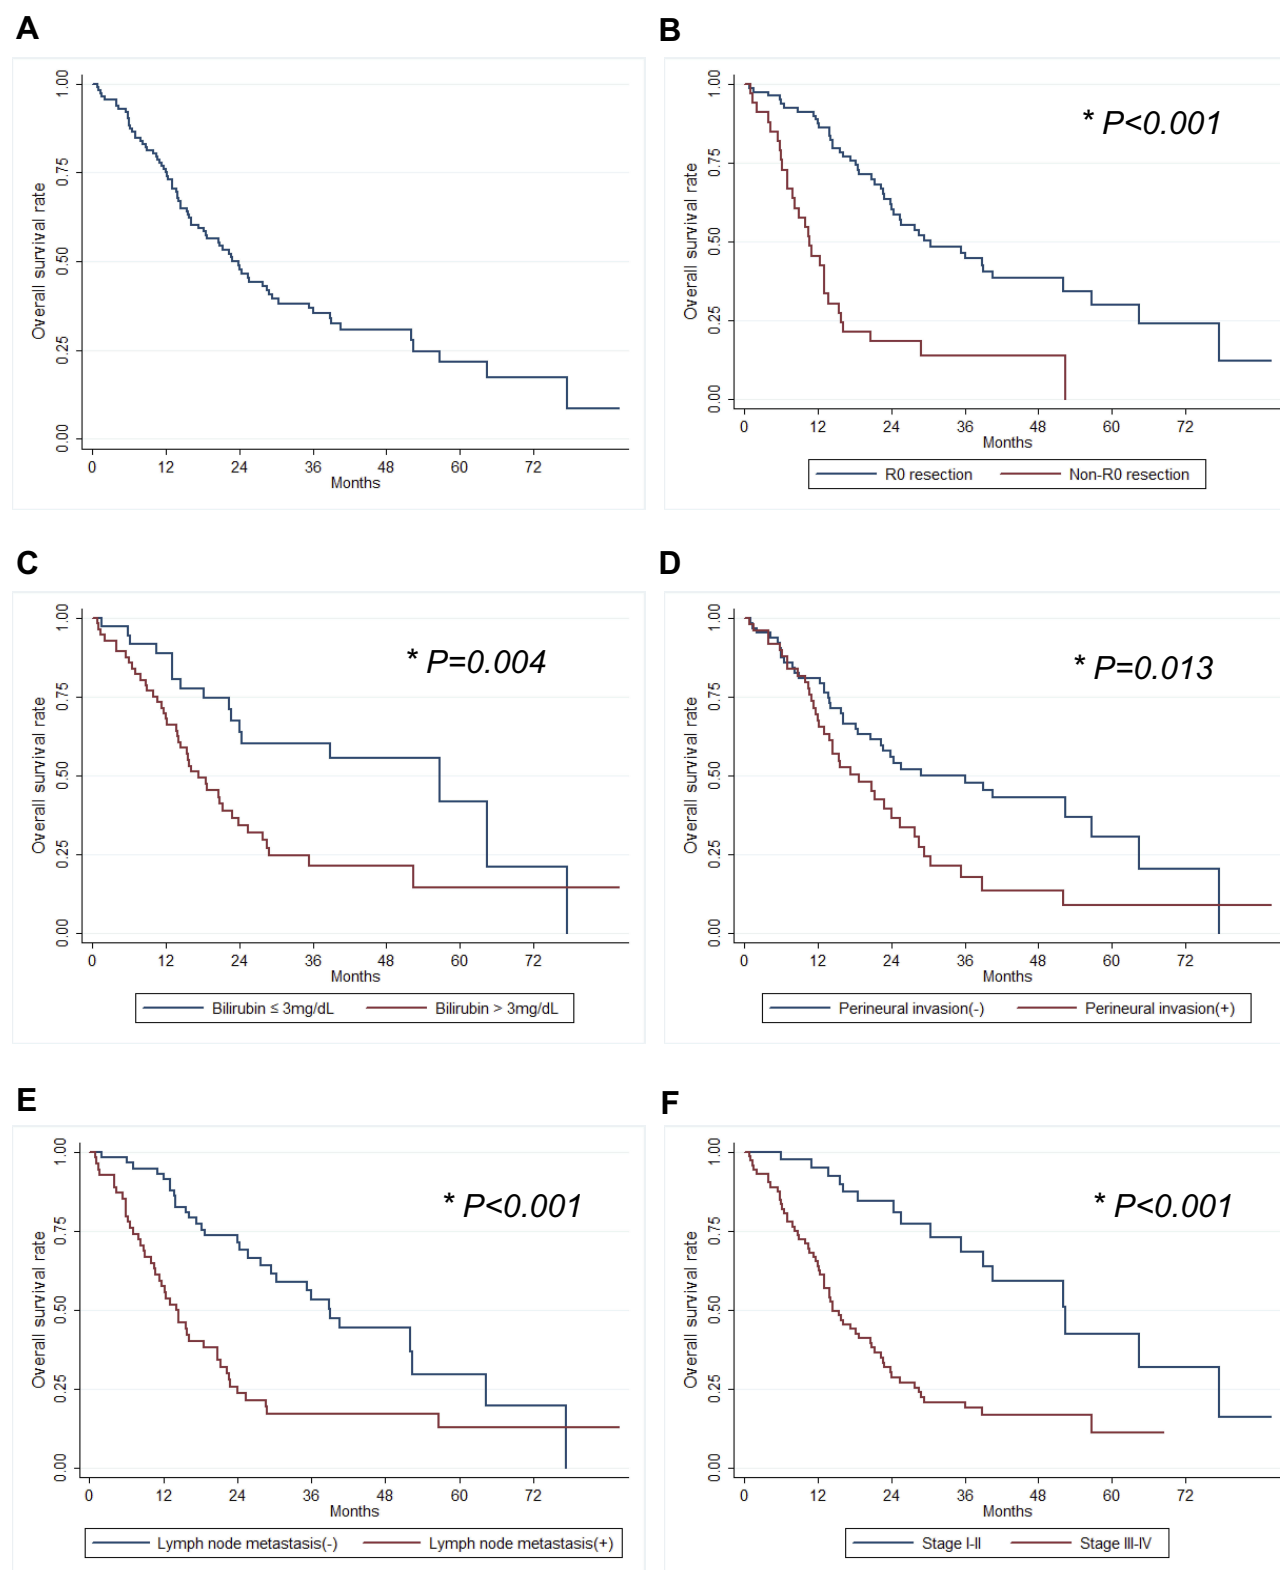 A
Overall survival rate
1.00
0.75
0.50
0.25
0.00
0 12 24 36 48 60 72
Months
B
Overall survival rate
1.00
0.75
0.50
0.25
0.00
* P<0.001
0 12 24 36 48 60 72
Months
R0 resection Non-R0 resection
C
Overall survival rate
1.00
0.75
0.50
0.25
0.00
* P=0.004
0 12 24 36 48 60 72
Months
Bilirubin ≤ 3mg/dL Bilirubin > 3mg/dL
D
Overall survival rate
1.00
0.75
0.50
0.25
0.00
* P=0.013
0 12 24 36 48 60 72
Months
Perineural invasion(-) Perineural invasion(+)
E
Overall survival rate
1.00
0.75
0.50
0.25
0.00
* P<0.001
0 12 24 36 48 60 72
Months
Lymph node metastasis(-) Lymph node metastasis(+)
F
Overall survival rate
1.00
0.75
0.50
0.25
0.00
* P<0.001
0 12 24 36 48 60 72
Months
Stage I-II Stage III-IV